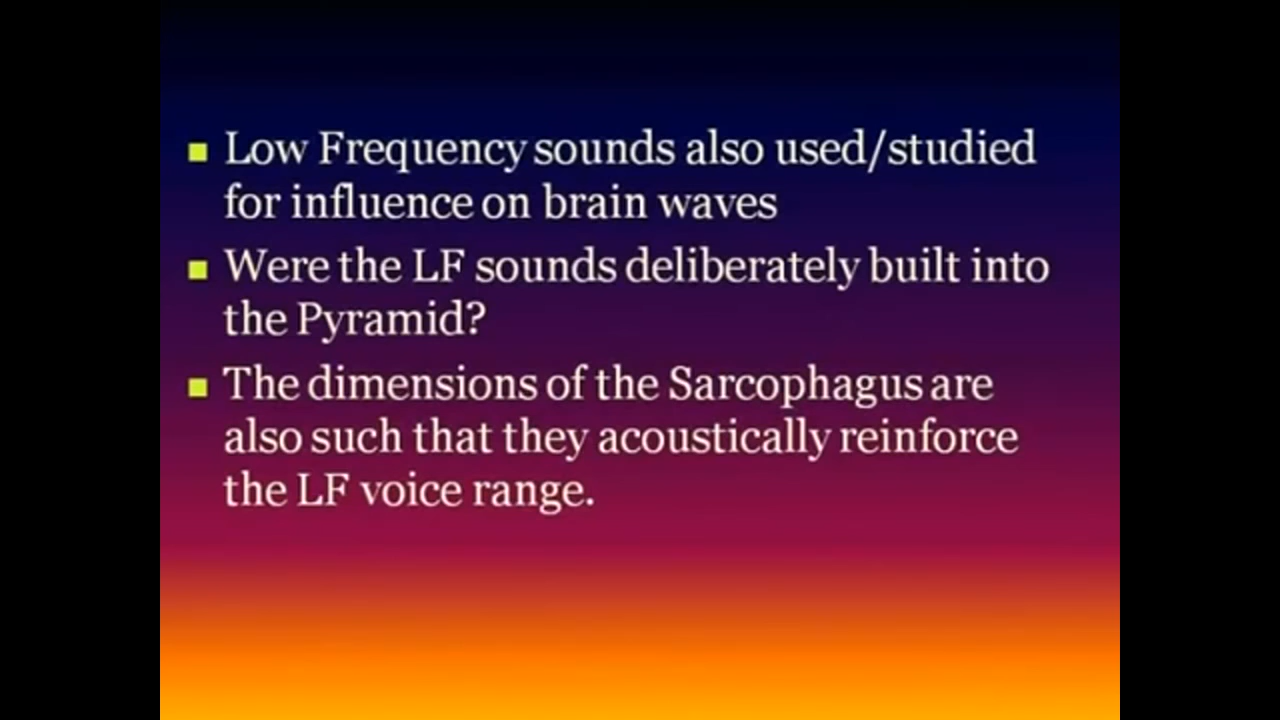 Low Frequency sounds also used/studied
for influence on brain waves
Were the LF sounds deliberately built into
the Pyramid?
The dimensions of the Sarcophagus are
also such that they acoustically reinforce
the LF voice range.